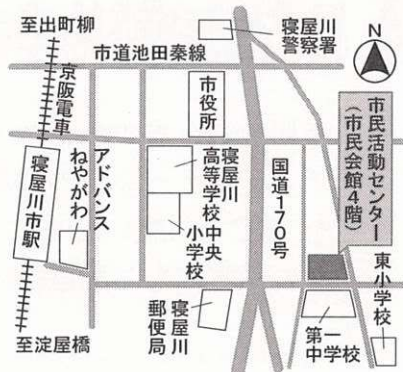 至出町柳
京阪電車
市道池田秦線
寝屋川
警察署
N
市役所
市民活動センター
(市民会館4階)
寝屋川市駅
アドバンス
ねやがわ
寝屋川
高等学校
中央
小学校
国道170号
東小学校
寝屋川
郵便局
第一
中学校
至淀屋橋